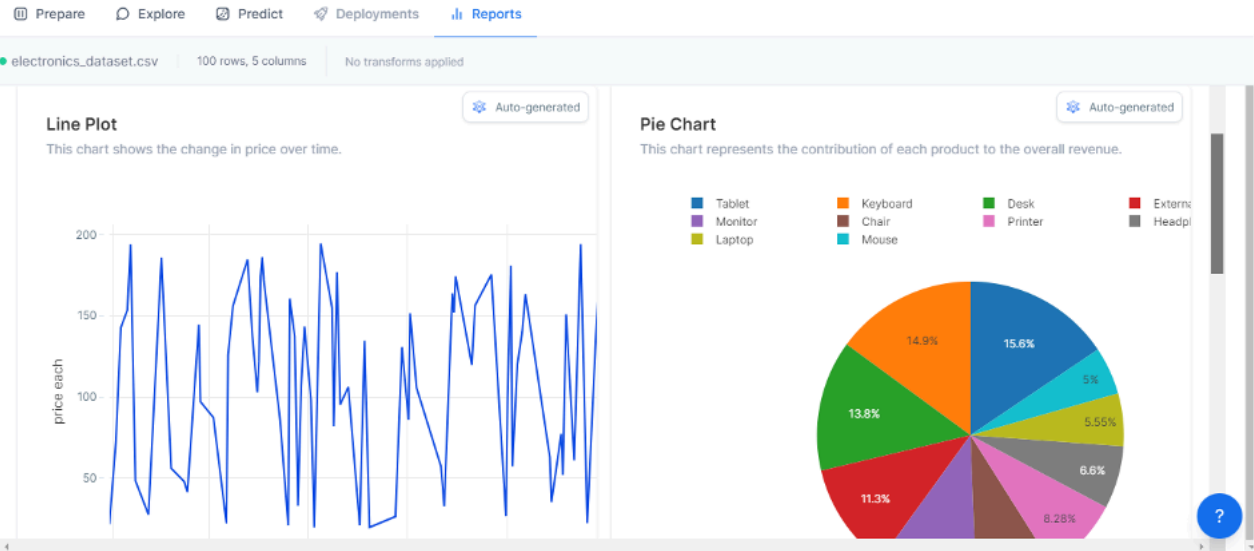 Prepare Explore Predict Deployments Reports
electronics_dataset.csv 100 rows, 5 columns No transforms applied
Auto-generated
Line Plot
This chart shows the change in price over time.
200
150
100
50
price each
Auto-generated
Pie Chart
This chart represents the contribution of each product to the overall revenue.
Tablet Keyboard Desk Externa
Monitor Chair Printer Headpl
Laptop Mouse
14.9% 15.6%
5%
13.8% 5.55%
6.6%
11.3%
8.28%
?